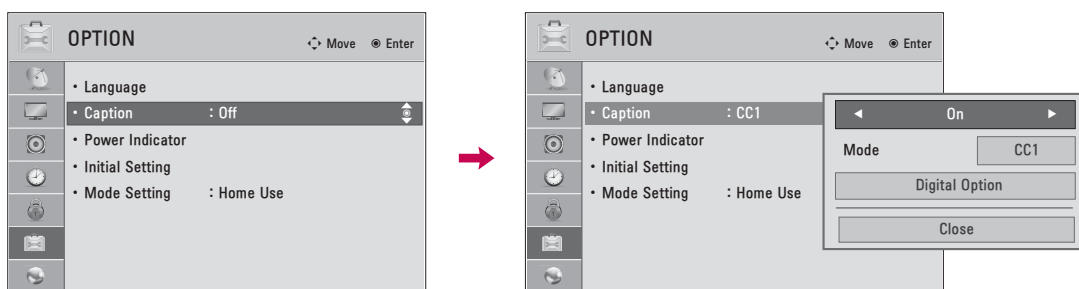 OPTION
Move Enter
• Language
• Caption : Off
• Power Indicator
• Initial Setting
• Mode Setting : Home Use
OPTION
Move Enter
• Language
• Caption : CC1
• Power Indicator
• Initial Setting
• Mode Setting : Home Use
On
Mode CC1
Digital Option
Close